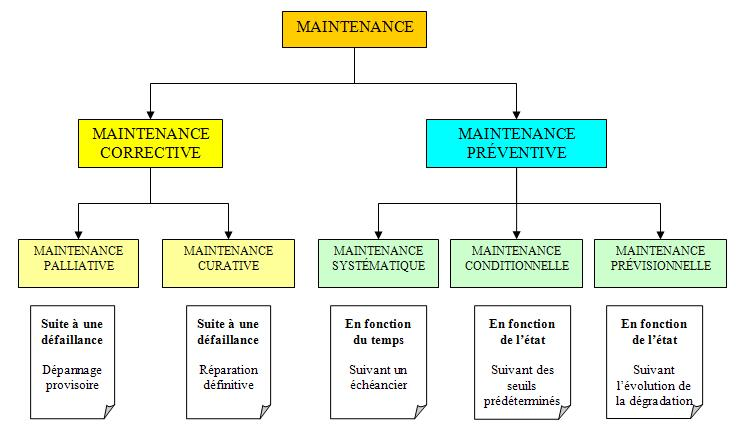 MAINTENANCE
MAINTENANCE
CORRECTIVE
MAINTENANCE
PRÉVENTIVE
MAINTENANCE
PALLIATIVE
MAINTENANCE
CURATIVE
MAINTENANCE
SYSTÉMATIQUE
MAINTENANCE
CONDITIONNELLE
MAINTENANCE
PRÉVISIONNELLE
Suite à une
défaillance
Dépannage
provisoire
Suite à une
défaillance
Réparation
définitive
En fonction
du temps
Suivant un
échéancier
En fonction
de l'état
Suivant des
seuils
prédéterminés
En fonction
de l'état
Suivant
l'évolution de
la dégradation